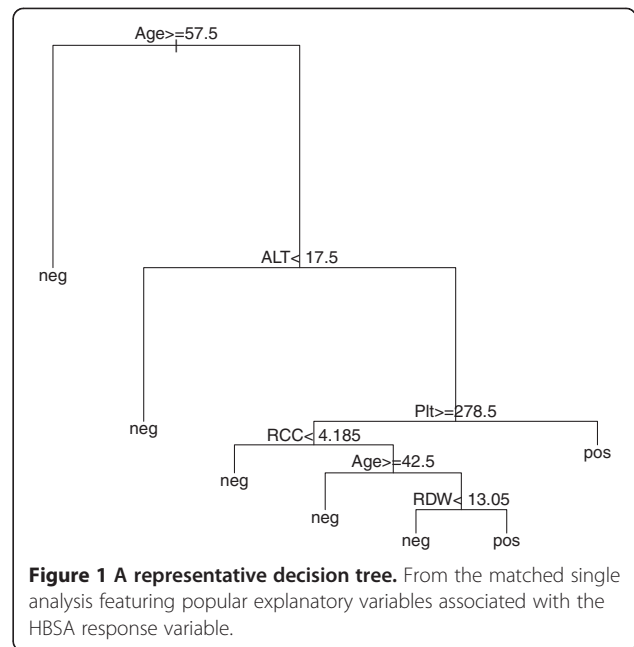 Age>=57.5
neg
ALT< 17.5
neg
Plt>=278.5
RCC< 4.185
pos
neg
Age>=42.5
neg
RDW< 13.05
neg
pos
Figure 1 A representative decision tree. From the matched single
analysis featuring popular explanatory variables associated with the
HBSA response variable.